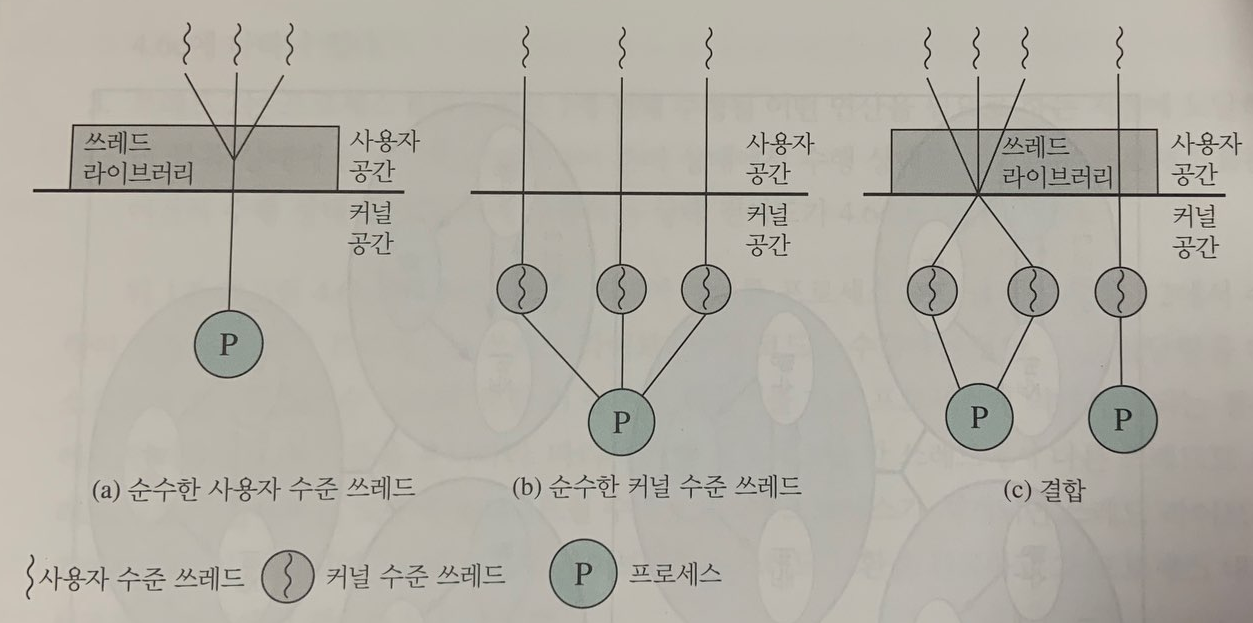 쓰레드
라이브러리
사용자
공간
커널
공간
P
(a) 순수한 사용자 수준 쓰레드
사용자
공간
커널
공간
P
(b) 순수한 커널 수준 쓰레드
쓰레드
라이브러리
사용자
공간
커널
공간
P
P
(c) 결합
사용자 수준 쓰레드
커널 수준 쓰레드
P
프로세스